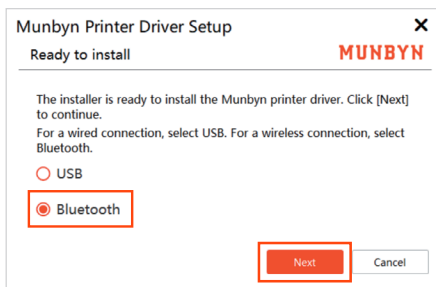 Munbyn Printer Driver Setup
Ready to install
MUNBYN
The installer is ready to install the Munbyn printer driver. Click [Next]
to continue.
For a wired connection, select USB. For a wireless connection, select
Bluetooth.
USB
Bluetooth
Next
Cancel